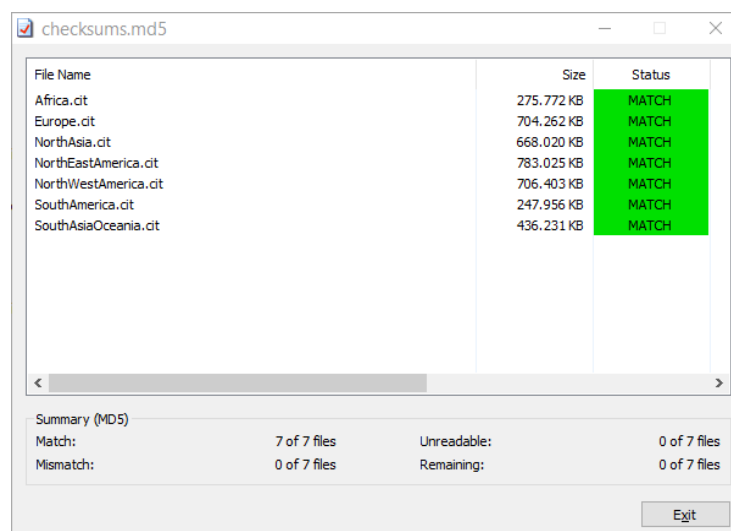 checksums.md5
File Name Size Status
Africa.cit 275.772 KB MATCH
Europe.cit 704.262 KB MATCH
NorthAsia.cit 668.020 KB MATCH
NorthEastAmerica.cit 783.025 KB MATCH
NorthWestAmerica.cit 706.403 KB MATCH
SouthAmerica.cit 247.956 KB MATCH
SouthAsiaOceania.cit 436.231 KB MATCH
Summary (MD5)
Match: 7 of 7 files Unreadable: 0 of 7 files
Mismatch: 0 of 7 files Remaining: 0 of 7 files
Exit